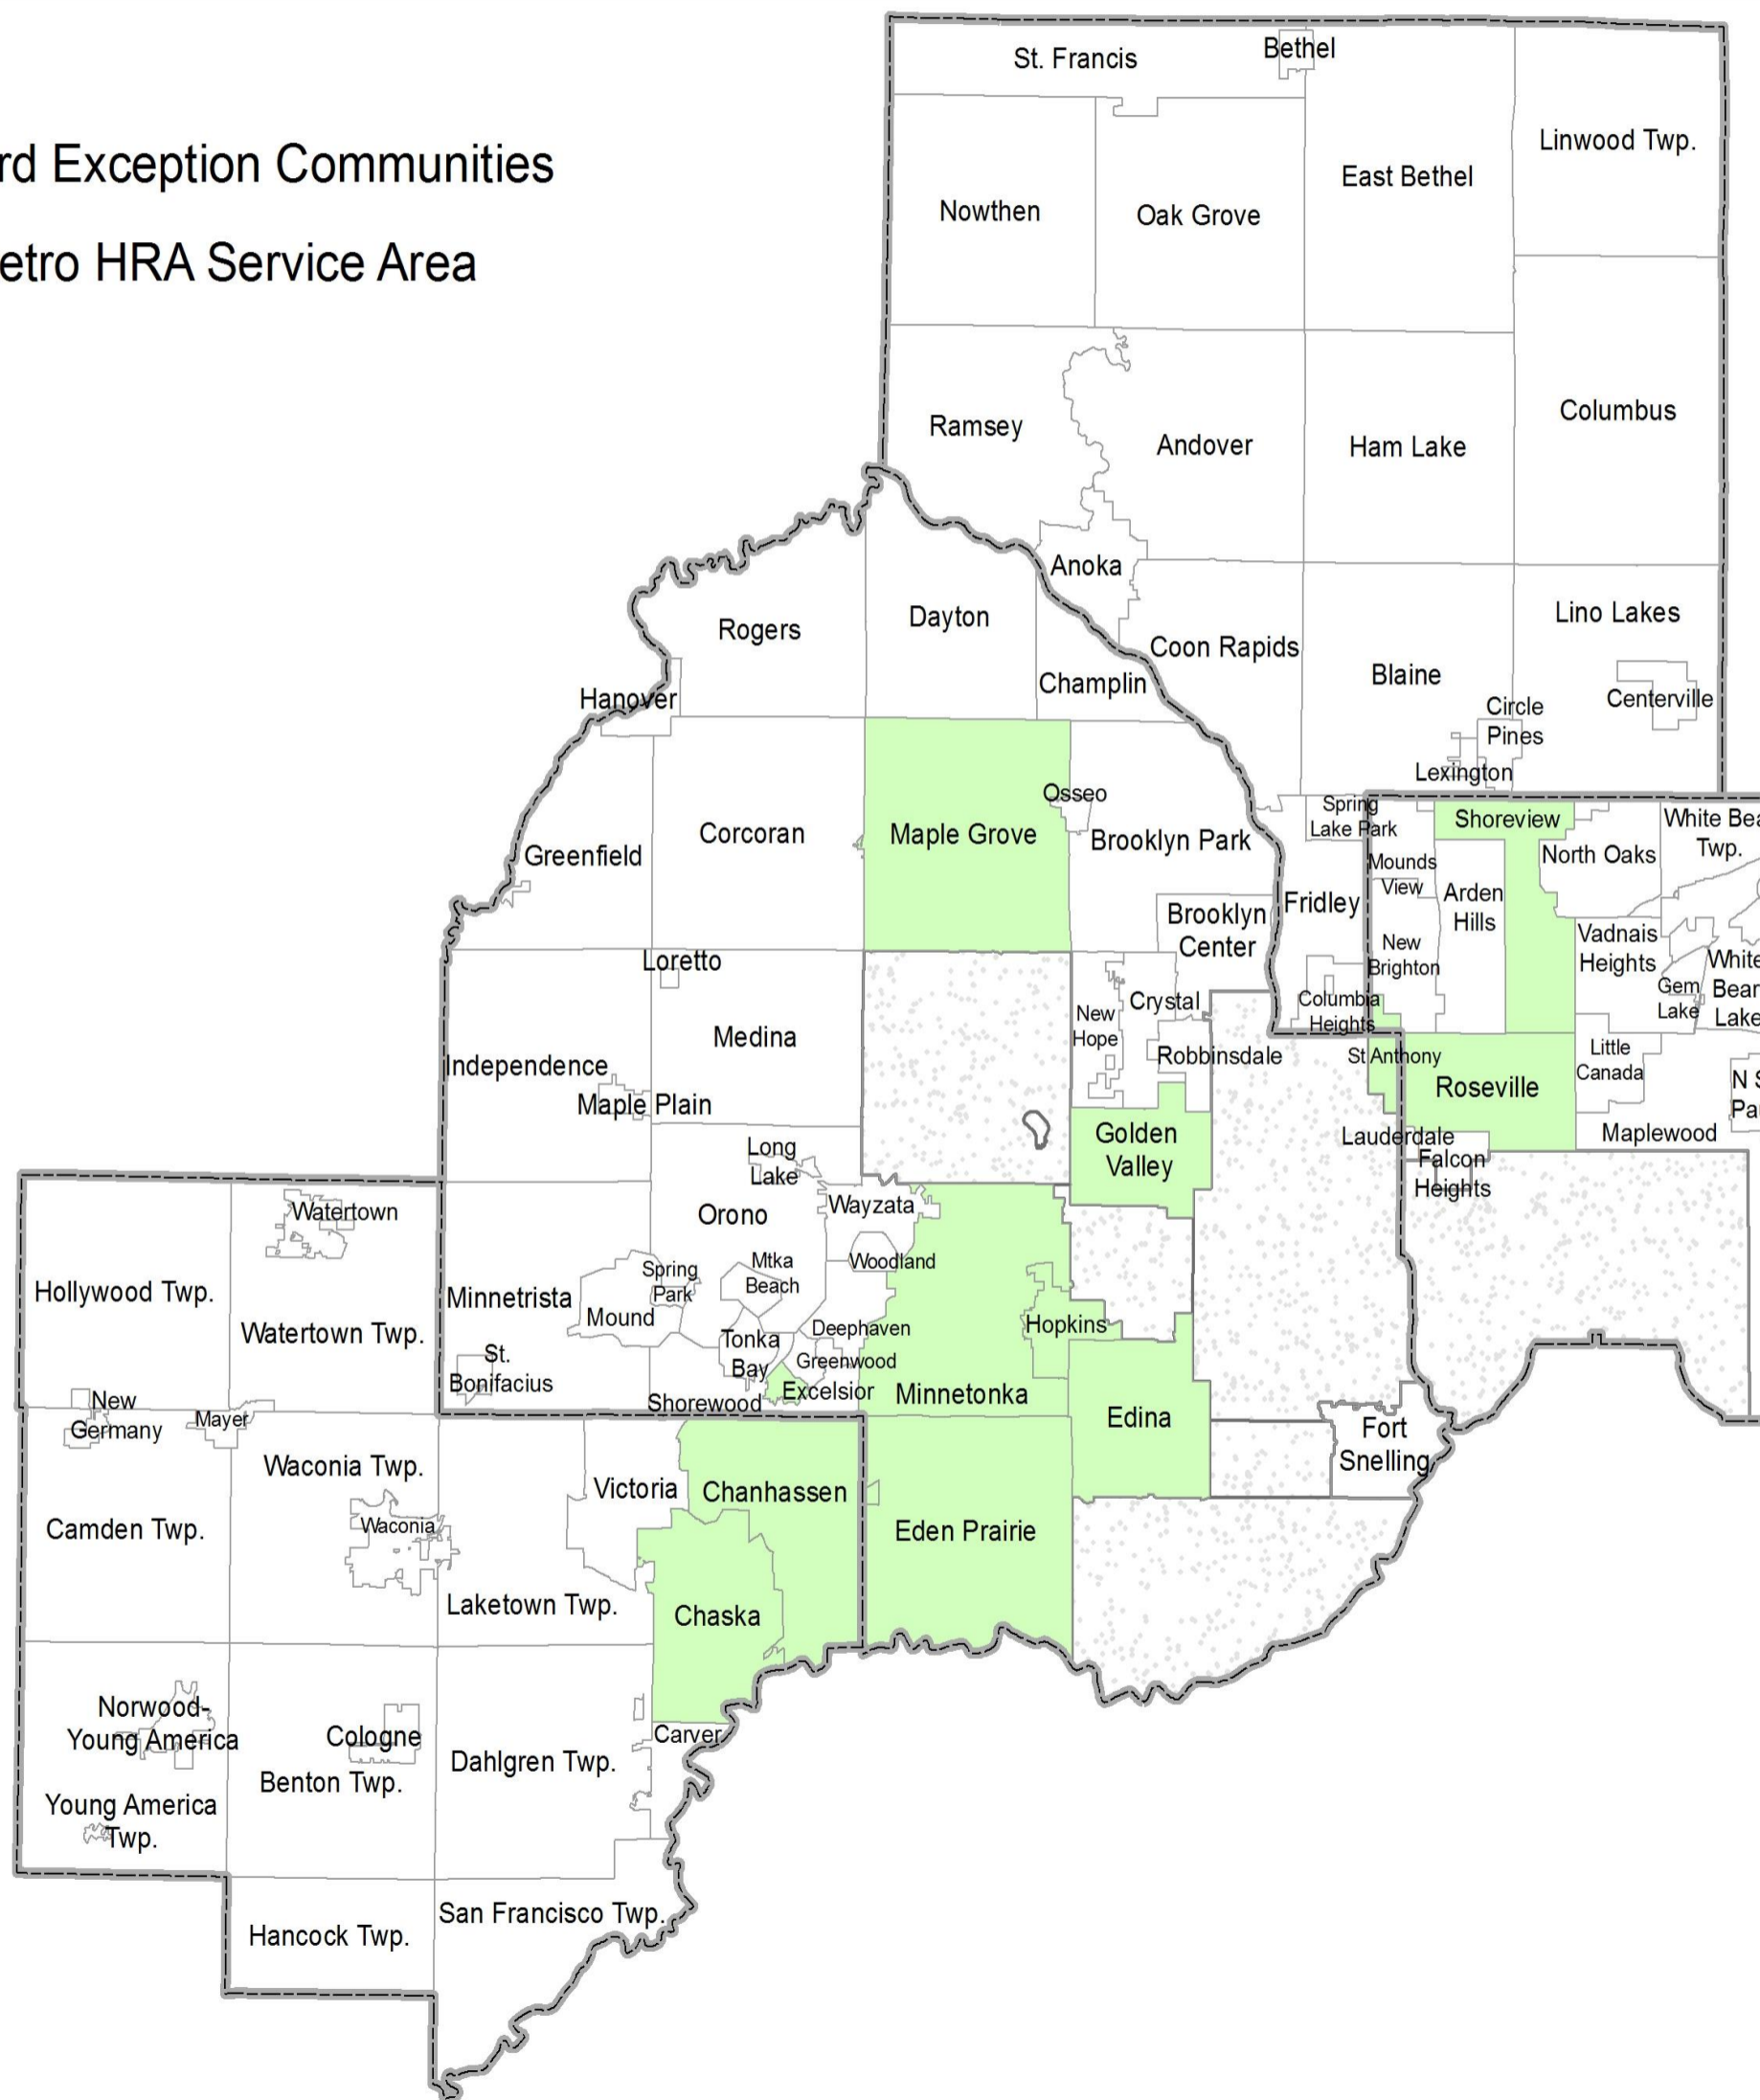 rd Exception Communities
etro HRA Service Area
St. Francis
Bethel
Linwood Twp.
East Bethel
Nowthen
Oak Grove
Columbus
Ramsey
Andover
Ham Lake
Anoka
Rogers
Dayton
Lino Lakes
Coon Rapids
Blaine
Champlin
Hanover
Centerville
Circle
Pines
Lexington
Osseo
Spring
Lake Park
Shoreview
White Bea
Twp.
Corcoran
Maple Grove
Brooklyn Park
Greenfield
North Oaks
Mounds
View
Arden
Hills
Fridley
Brooklyn
Center
Vadnais
Heights
New
Brighton
Loretto
White
Bear
Lake
Gem
Lake
Crystal
Columbia
Heights
New
Hope
Medina
Independence
Robbinsdale
St Anthony
Little
Canada
Roseville
N S
Pa
Maple Plain
Golden
Valley
Lauderdale
Maplewood
Long
Lake
Falcon
Heights
Wayzata
Watertown
Orono
Woodland
Mtka
Beach
Spring
Park
Hollywood Twp.
Minnetrista
Mound
Watertown Twp.
Hopkins
Deephaven
Tonka
Bay
Greenwood
St.
Bonifacius
Excelsior
Minnetonka
Shorewood
New
Germany
Mayer
Edina
Fort
Snelling
Waconia Twp.
Victoria
Chanhassen
Camden Twp.
Waconia
Eden Prairie
Laketown Twp.
Chaska
Norwood-
Young America
Cologne
Carver
Benton Twp.
Dahlgren Twp.
Young America
Twp.
San Francisco Twp.
Hancock Twp.